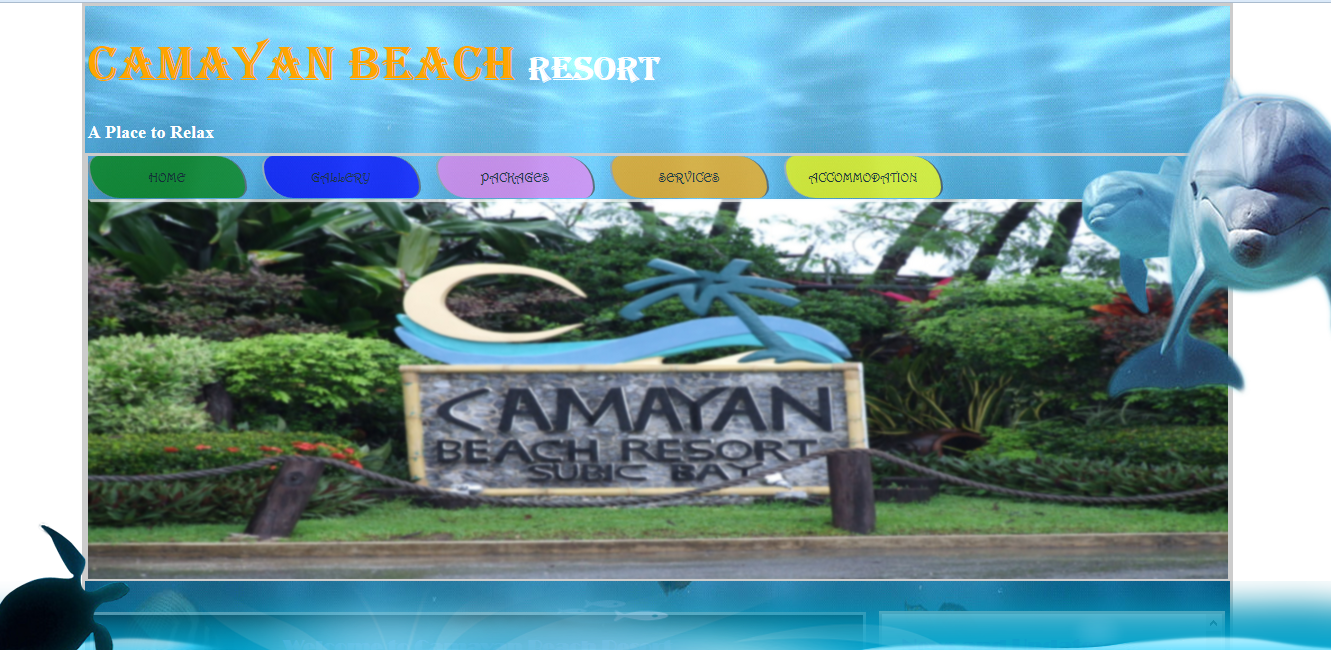 CAMAYAN BEACH RESORT
A Place to Relax
HOME GALLERY PACKAGES SERVICES ACCOMMODATION
CAMAYAN
BEACH RESORT
SUBIC BAY